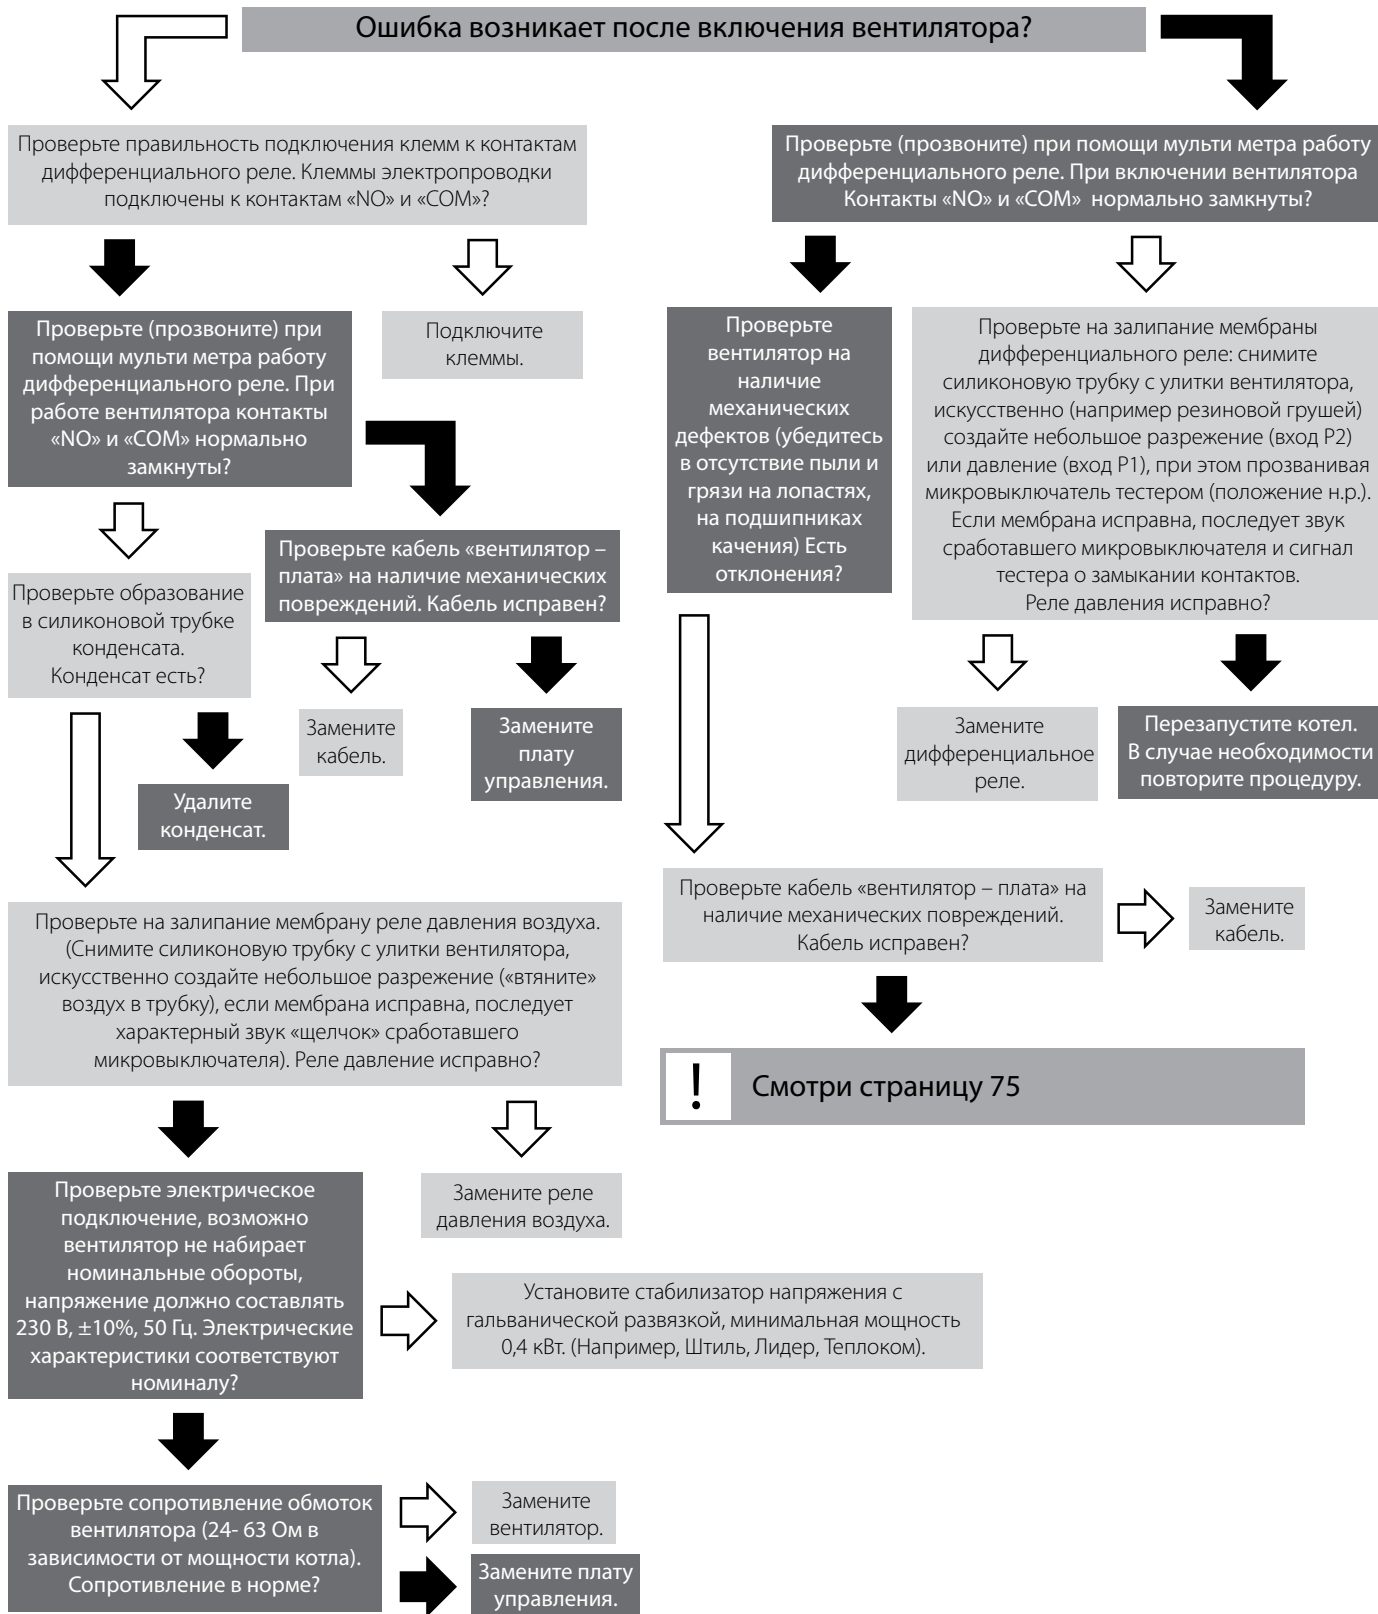 Ошибка возникает после включения вентилятора?
Проверьте правильность подключения клемм к контактам
дифференциального реле. Клеммы электропроводки
подключены к контактам «NO» и «COM»?
Проверьте (прозвоните) при помощи мульти метра работу
дифференциального реле. При включении вентилятора
Контакты «NO» и «COM» нормально замкнуты?
Проверьте (прозвоните) при
помощи мульти метра работу
дифференциального реле. При
работе вентилятора контакты
«NO» и «COM» нормально
замкнуты?
Подключите
клеммы.
Проверьте
вентилятор на
наличие
механических
дефектов (убедитесь
в отсутствие пыли и
грязи на лопастях,
на подшипниках
качения) Есть
отклонения?
Проверьте на залипание мембраны
дифференциального реле: снимите
силиконовую трубку с улитки вентилятора,
искусственно (например резиновой грушей)
создайте небольшое разрежение (вход P2)
или давление (вход P1), при этом прозванивая
микровыключатель тестером (положение н.р.).
Если мембрана исправна, последует звук
сработавшего микровыключателя и сигнал
тестера о замыкании контактов.
Реле давления исправно?
Проверьте кабель «вентилятор –
плата» на наличие механических
повреждений. Кабель исправен?
Проверьте образование
в силиконовой трубке
конденсата.
Конденсат есть?
Замените
кабель.
Замените
плату
управления.
Удалите
конденсат.
Замените
дифференциальное
реле.
Перезапустите котел.
В случае необходимости
повторите процедуру.
Проверьте кабель «вентилятор – плата» на
наличие механических повреждений.
Кабель исправен?
Замените
кабель.
Проверьте на залипание мембрану реле давления воздуха.
(Снимите силиконовую трубку с улитки вентилятора,
искусственно создайте небольшое разрежение («втяните»
воздух в трубку), если мембрана исправна, последует
характерный звук «щелчок» сработавшего
микровыключателя). Реле давление исправно?
! Смотри страницу 75
Проверьте электрическое
подключение, возможно
вентилятор не набирает
номинальные обороты,
напряжение должно составлять
230 В, ±10%, 50 Гц. Электрические
характеристики соответствуют
номиналу?
Замените реле
давления воздуха.
Установите стабилизатор напряжения с
гальванической развязкой, минимальная мощность
0,4 кВт. (Например, Штиль, Лидер, Теплоком).
Проверьте сопротивление обмоток
вентилятора (24- 63 Ом в
зависимости от мощности котла).
Сопротивление в норме?
Замените
вентилятор.
Замените плату
управления.